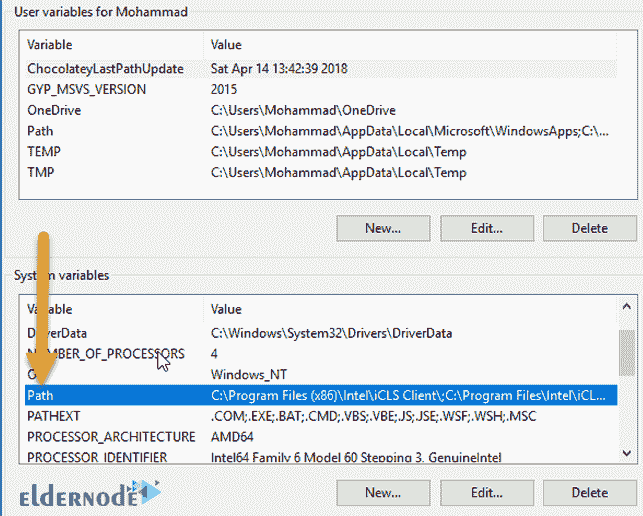 User variables for Mohammad
Variable Value
ChocolateyLastPathUpdate Sat Apr 14 13:42:39 2018
GYP_MSVS_VERSION 2015
OneDrive C:\Users\Mohammad\OneDrive
Path C:\Users\Mohammad\AppData\Local\Microsoft\WindowsApps;C:\...
TEMP C:\Users\Mohammad\AppData\Local\Temp
TMP C:\Users\Mohammad\AppData\Local\Temp
New... Edit... Delete
System variables
Variable Value
DriverData C:\Windows\System32\Drivers\DriverData
NUMBER_OF_PROCESSORS 4
Windows_NT
Path C:\Program Files (x86)\Intel\iCLS Client\;C:\Program Files\Intel\iCL...
PATHEXT .COM;.EXE;.BAT;.CMD;.VBS;.VBE;.JS;.JSE;.WSF;.WSH;.MSC
PROCESSOR_ARCHITECTURE AMD64
PROCESSOR_IDENTIFIER Intel64 Family 6 Model 60 Stepping 3, GenuineIntel
eldernode New... Edit... Delete